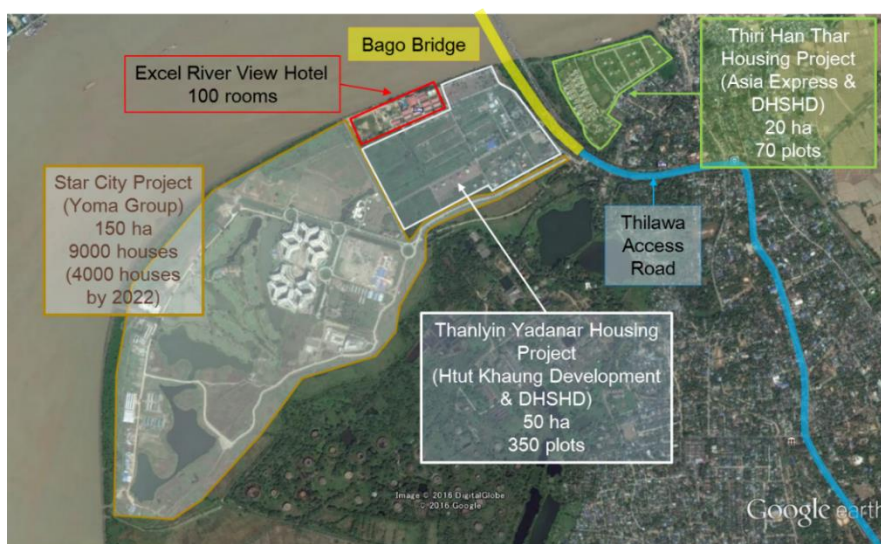 Bago Bridge
Excel River View Hotel
100 rooms
Thiri Han Thar
Housing Project
(Asia Express &
DHSHD)
20 ha
70 plots
Star City Project
(Yoma Group)
150 ha
9000 houses
(4000 houses
by 2022)
Thilawa
Access
Road
Thanlyin Yadanar Housing
Project
(Htut Khaung Development
& DHSHD)
50 ha
350 plots
Image © 2016 DigitalGlobe
© 2016 Google
Google earth